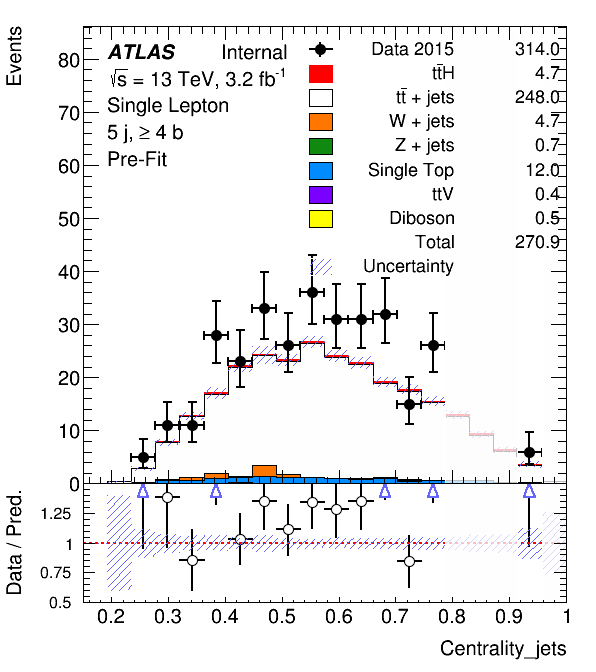 Events
ATLAS Internal
√s = 13 TeV, 3.2 fb⁻¹
Single Lepton
5 j, ≥ 4 b
Pre-Fit
Data 2015 314.0
tt̄H 4.7
tt̄ + jets 248.0
W + jets 4.7
Z + jets 0.7
Single Top 12.0
ttV 0.4
Diboson 0.5
Total 270.9
Uncertainty
80
70
60
50
40
30
20
10
0
Data / Pred.
1.25
1
0.75
0.5
0.2 0.3 0.4 0.5 0.6 0.7 0.8 0.9 1
Centrality_jets